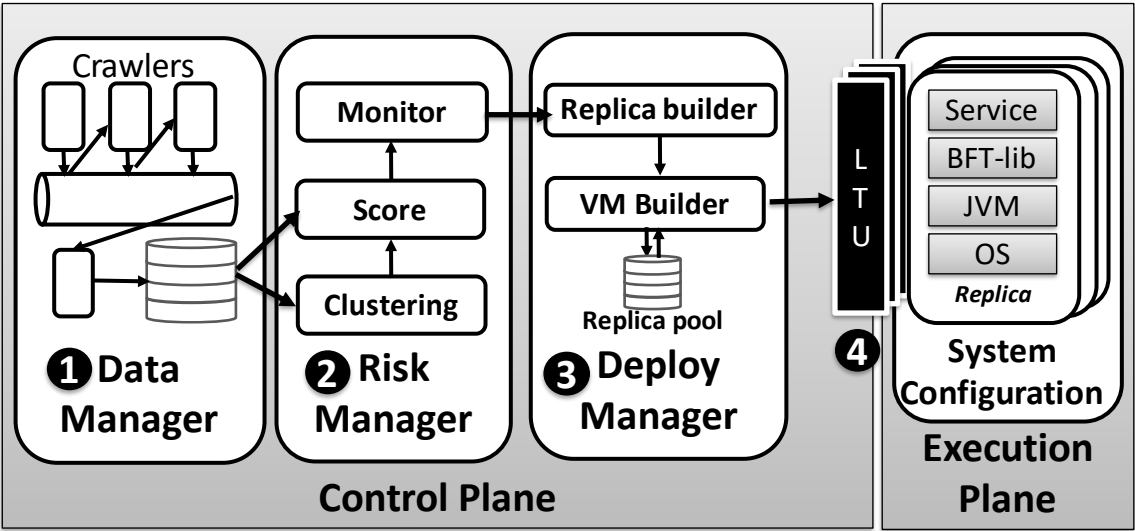 Crawlers
1 Data
Manager
Monitor
Score
Clustering
2 Risk
Manager
Replica builder
VM Builder
Replica pool
3 Deploy
Manager
Control Plane
L
T
U
4
Service
BFT-lib
JVM
OS
Replica
System
Configuration
Execution
Plane